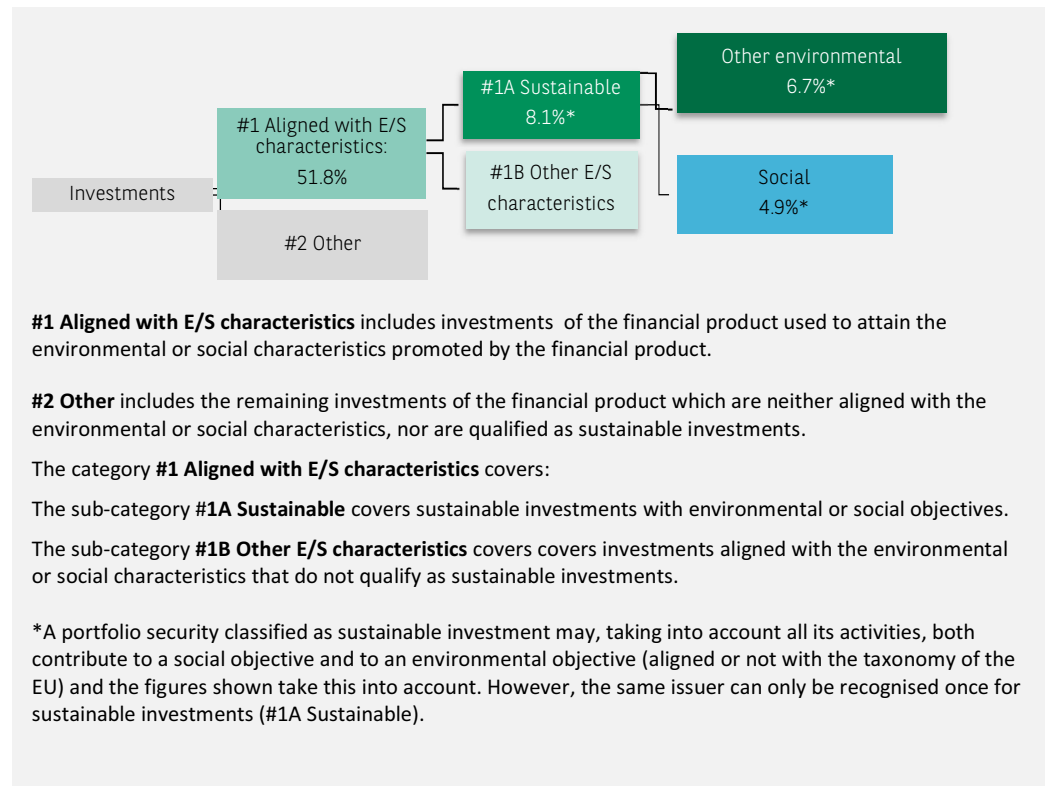 Investments
#1 Aligned with E/S
characteristics:
51.8%
#2 Other
#1A Sustainable
8.1%*
#1B Other E/S
characteristics
Other environmental
6.7%*
Social
4.9%*
#1 Aligned with E/S characteristics includes investments of the financial product used to attain the
environmental or social characteristics promoted by the financial product.
#2 Other includes the remaining investments of the financial product which are neither aligned with the
environmental or social characteristics, nor are qualified as sustainable investments.
The category #1 Aligned with E/S characteristics covers:
The sub-category #1A Sustainable covers sustainable investments with environmental or social objectives.
The sub-category #1B Other E/S characteristics covers covers investments aligned with the environmental
or social characteristics that do not qualify as sustainable investments.
*A portfolio security classified as sustainable investment may, taking into account all its activities, both
contribute to a social objective and to an environmental objective (aligned or not with the taxonomy of the
EU) and the figures shown take this into account. However, the same issuer can only be recognised once for
sustainable investments (#1A Sustainable).